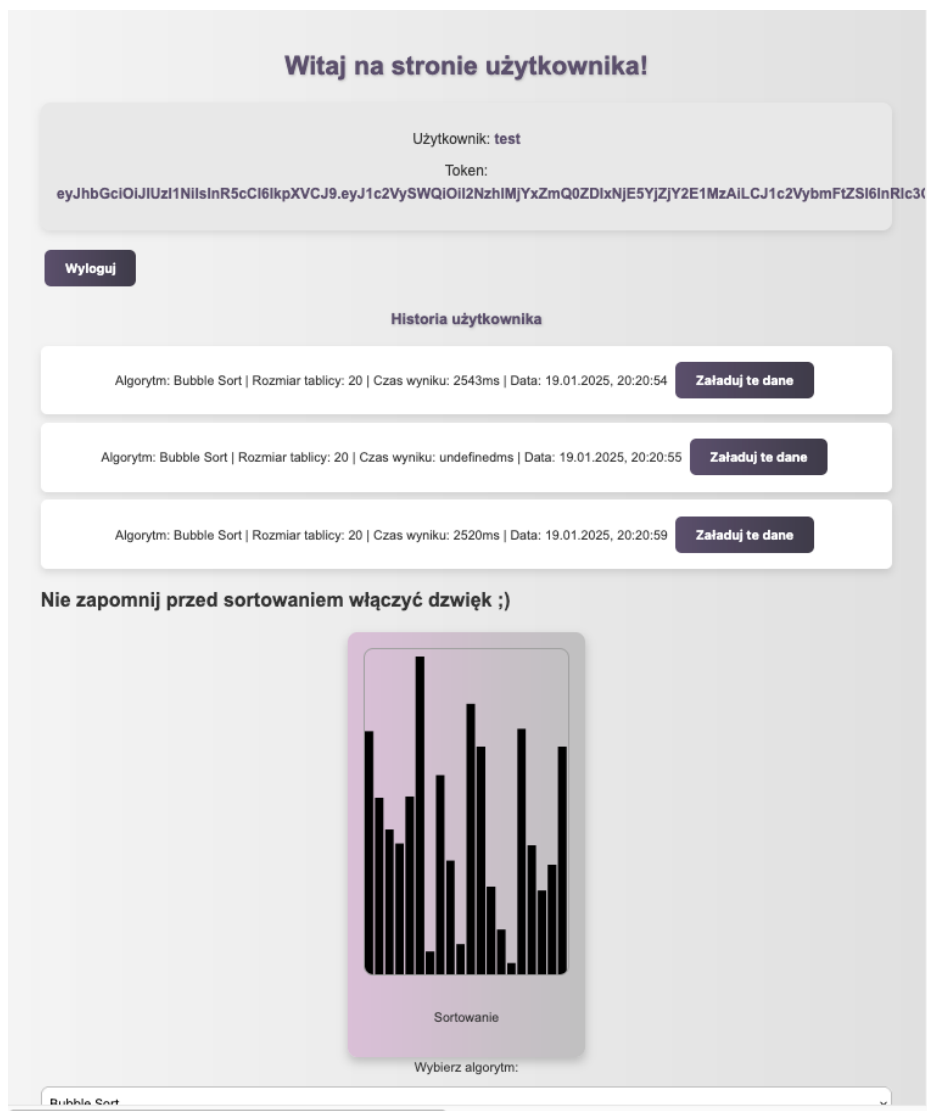 Witaj na stronie użytkownika!
Użytkownik: test
Token:
Wyloguj
Historia użytkownika
Algorytm: Bubble Sort | Rozmiar tablicy: 20 | Czas wyniku: 2543ms | Data: 19.01.2025, 20:20:54 Załaduj te dane
Algorytm: Bubble Sort | Rozmiar tablicy: 20 | Czas wyniku: undefinedms | Data: 19.01.2025, 20:20:55 Załaduj te dane
Algorytm: Bubble Sort | Rozmiar tablicy: 20 | Czas wyniku: 2520ms | Data: 19.01.2025, 20:20:59 Załaduj te dane
Nie zapomnij przed sortowaniem włączyć dzwięk ;)
Sortowanie
Wybierz algorytm:
Bubble Sort